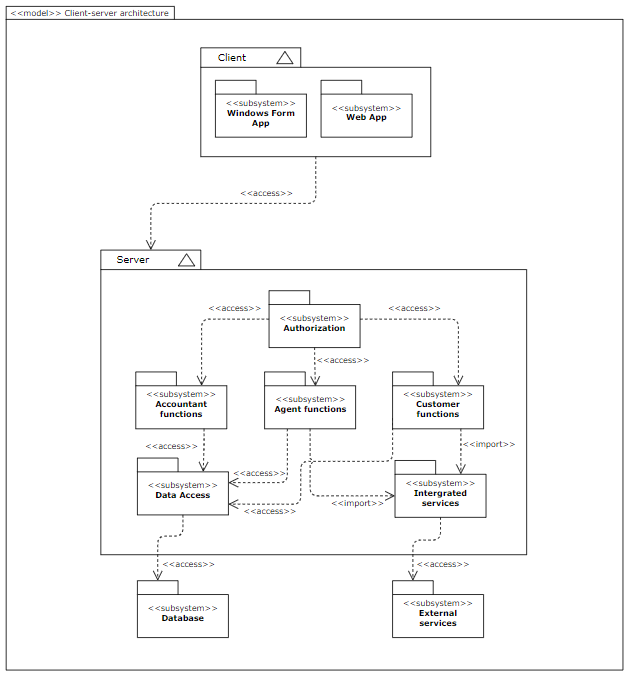 <<model>> Client-server architecture
Client
<<subsystem>>
Windows Form
App
<<subsystem>>
Web App
<<access>>
Server
<<access>>
<<subsystem>>
Authorization
<<access>>
<<access>>
<<subsystem>>
Accountant
functions
<<subsystem>>
Agent functions
<<subsystem>>
Customer
functions
<<access>>
<<import>>
<<access>>
<<subsystem>>
Data Access
<<subsystem>>
Intergrated
services
<<import>>
<<access>>
<<access>>
<<access>>
<<subsystem>>
Database
<<subsystem>>
External
services